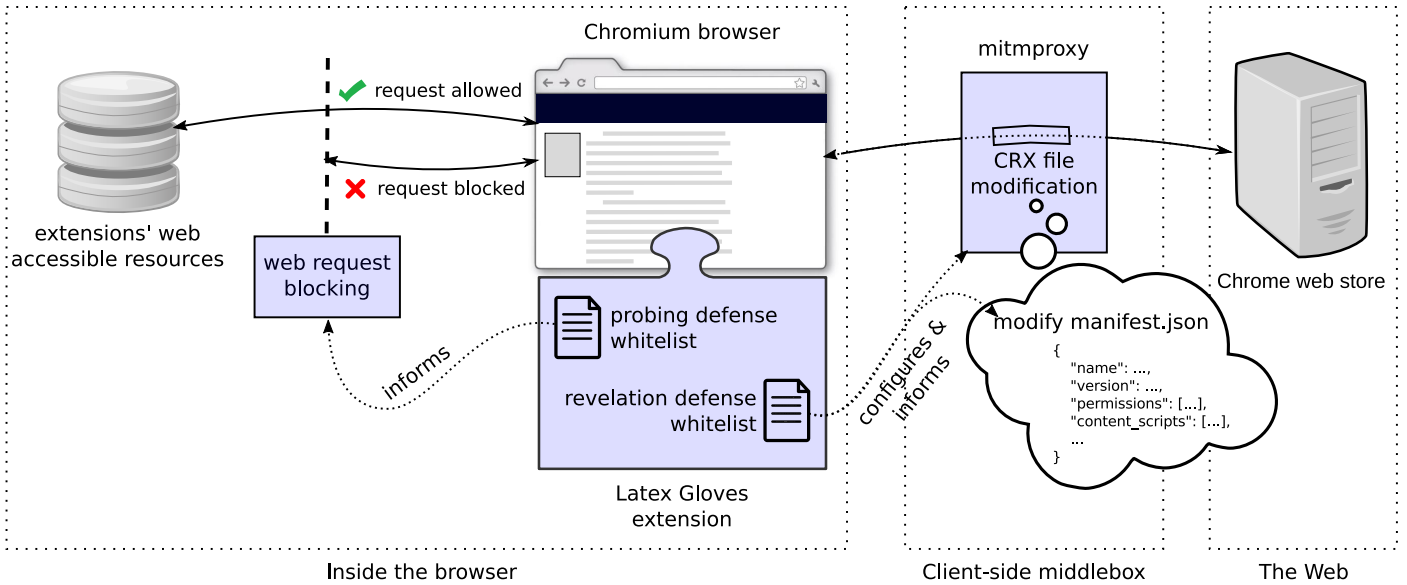 Chromium browser
request allowed
request blocked
extensions' web
accessible resources
web request
blocking
informs
probing defense
whitelist
revelation defense
whitelist
Latex Gloves
extension
Inside the browser
mitmproxy
CRX file
modification
configures &
informs
modify manifest.json
{
"name": ...,
"version": ...,
"permissions": [...],
"content_scripts": [...],
...
}
Client-side middlebox
Chrome web store
The Web